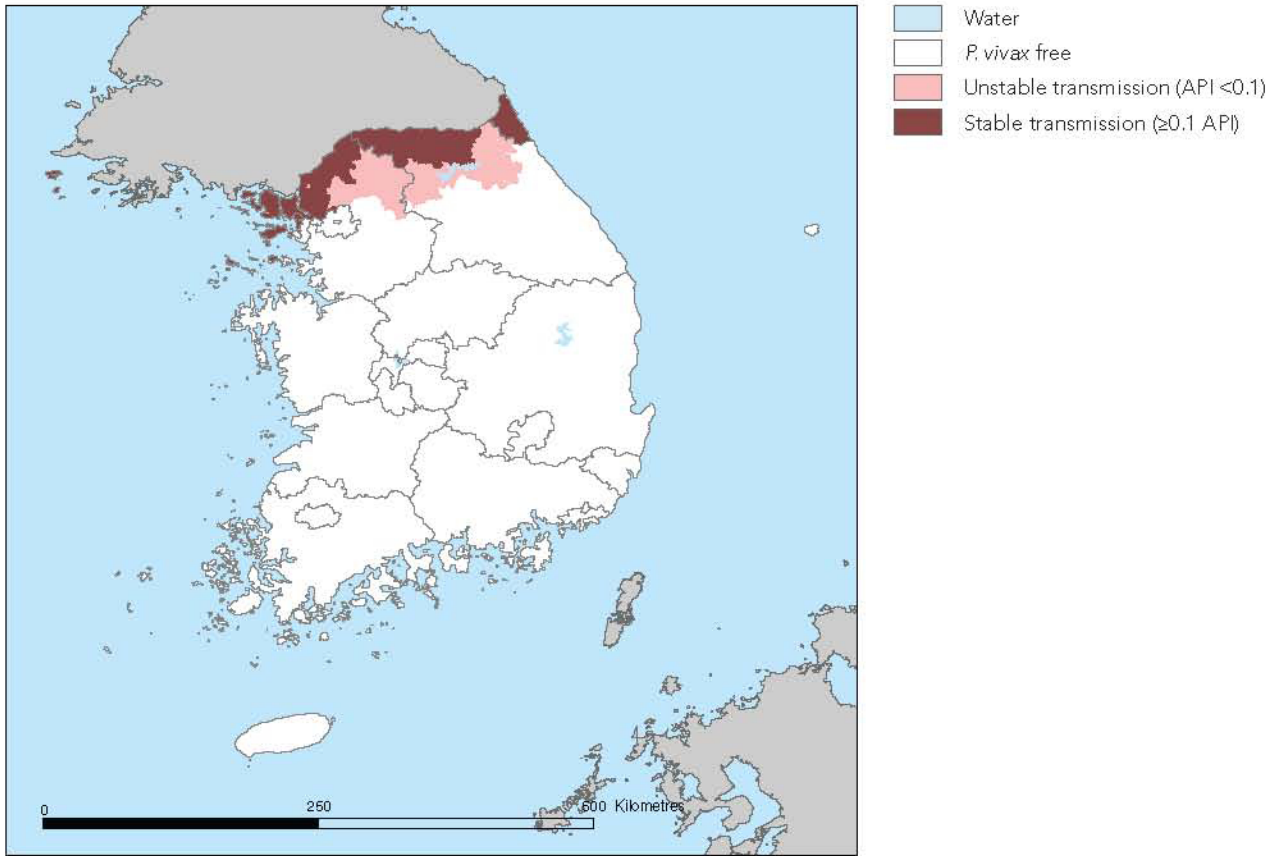 Water
P. vivax free
Unstable transmission (API <0.1)
Stable transmission (≥0.1 API)
0
250
500 Kilometres